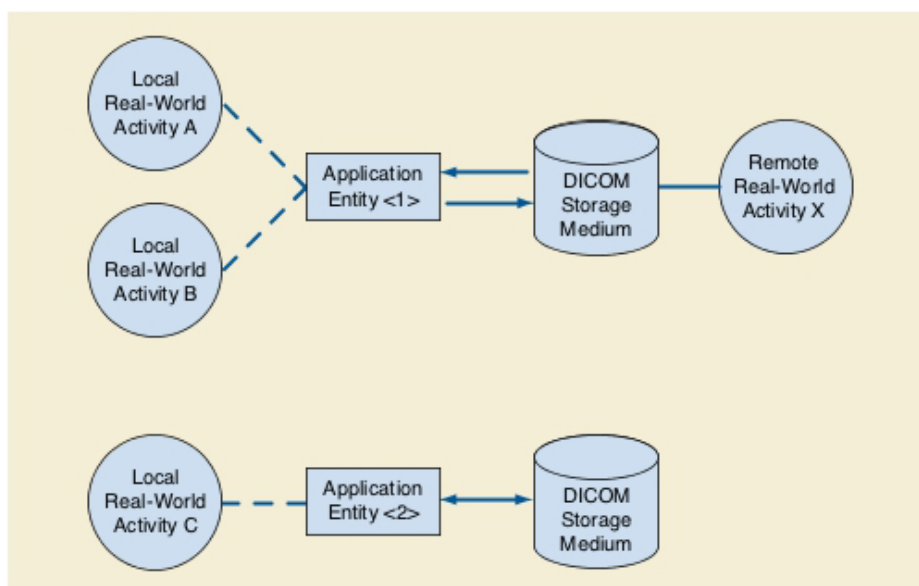 Local
Real-World
Activity A
Local
Real-World
Activity B
Application
Entity <1>
DICOM
Storage
Medium
Remote
Real-World
Activity X
Local
Real-World
Activity C
Application
Entity <2>
DICOM
Storage
Medium